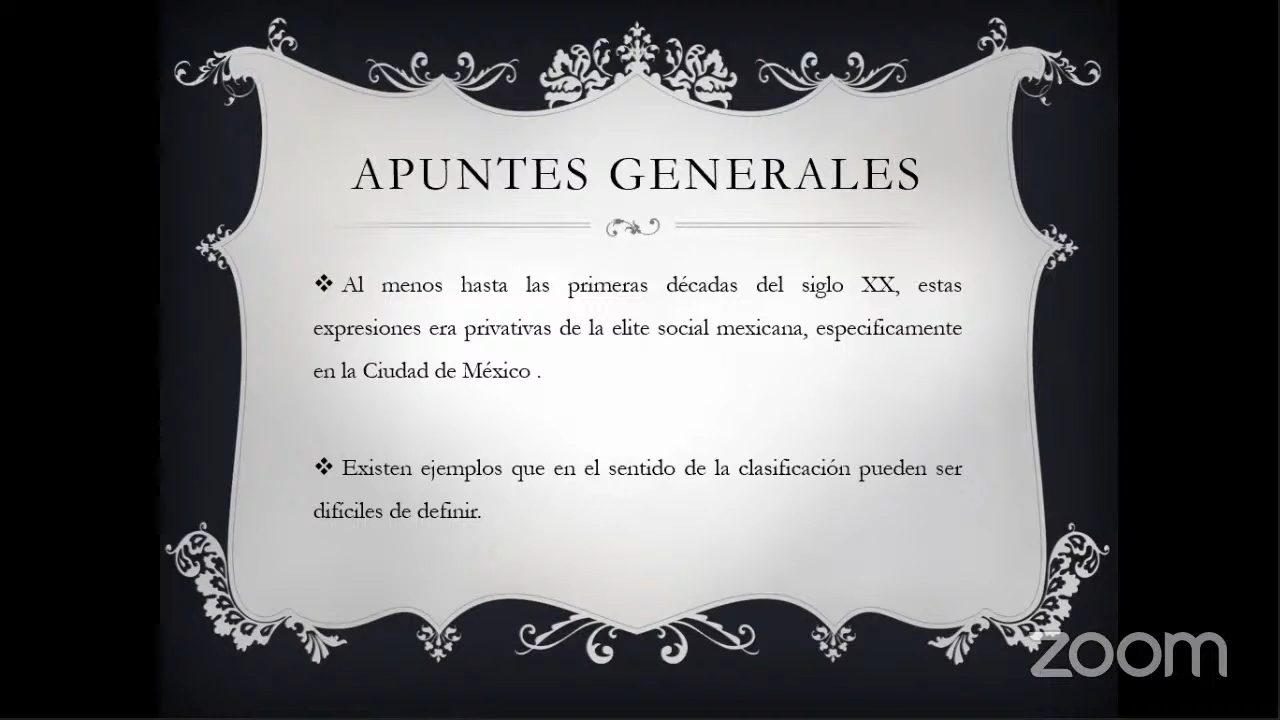 APUNTES GENERALES
❖ Al menos hasta las primeras décadas del siglo XX, estas
expresiones era privativas de la elite social mexicana, especificamente
en la Ciudad de México .
❖ Existen ejemplos que en el sentido de la clasificación pueden ser
difíciles de definir.
zoom